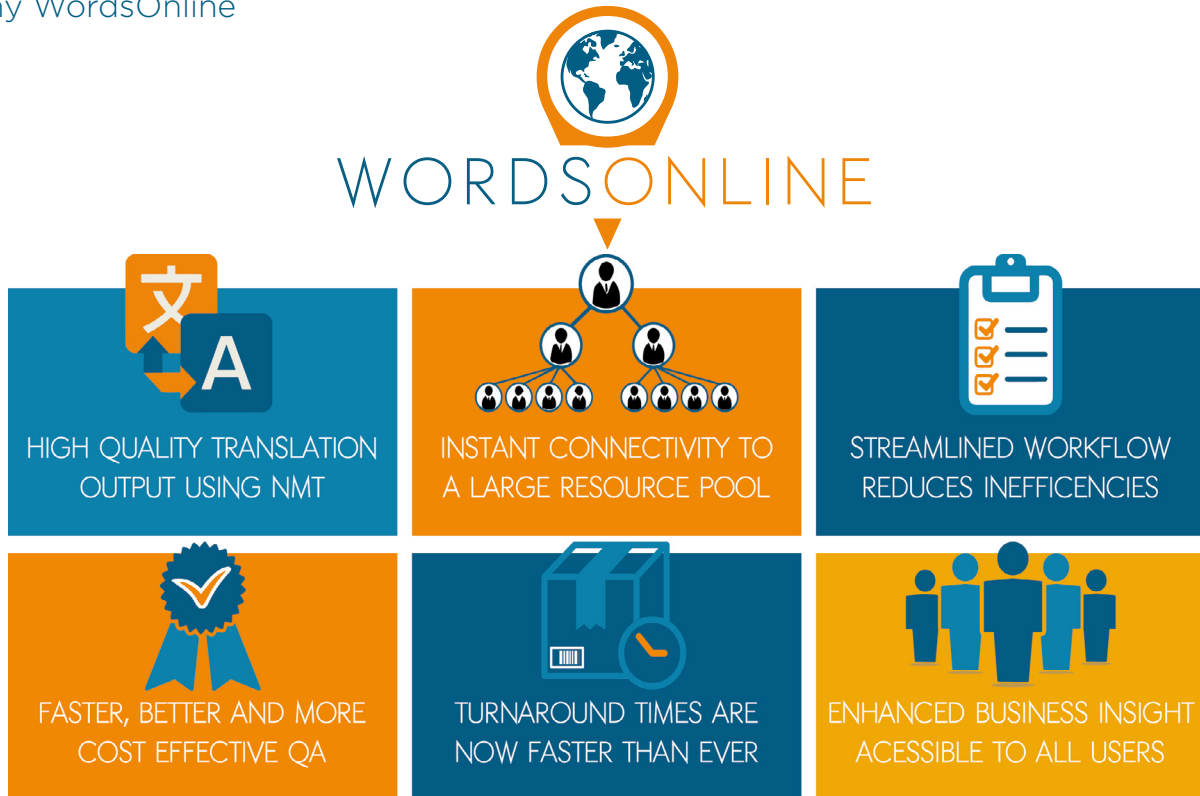 WordsOnline
WORDSONLINE
文
A
HIGH QUALITY TRANSLATION
OUTPUT USING NMT
INSTANT CONNECTIVITY TO
A LARGE RESOURCE POOL
STREAMLINED WORKFLOW
REDUCES INEFFICENCIES
FASTER, BETTER AND MORE
COST EFFECTIVE QA
TURNAROUND TIMES ARE
NOW FASTER THAN EVER
ENHANCED BUSINESS INSIGHT
ACESSIBLE TO ALL USERS